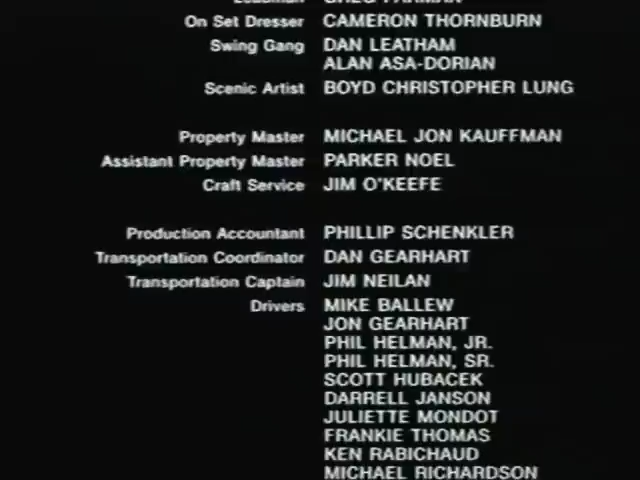 On Set Dresser CAMERON THORNBURN
Swing Gang DAN LEATHAM
ALAN ASA-DORIAN
Scenic Artist BOYD CHRISTOPHER LUNG
Property Master MICHAEL JON KAUFFMAN
Assistant Property Master PARKER NOEL
Craft Service JIM O'KEEFE
Production Accountant PHILLIP SCHENKLER
Transportation Coordinator DAN GEARHART
Transportation Captain JIM NEILAN
Drivers MIKE BALLEW
JON GEARHART
PHIL HELMAN, JR.
PHIL HELMAN, SR.
SCOTT HUBACEK
DARRELL JANSON
JULIETTE MONDOT
FRANKIE THOMAS
KEN RABICHAUD
MICHAEL RICHARDSON